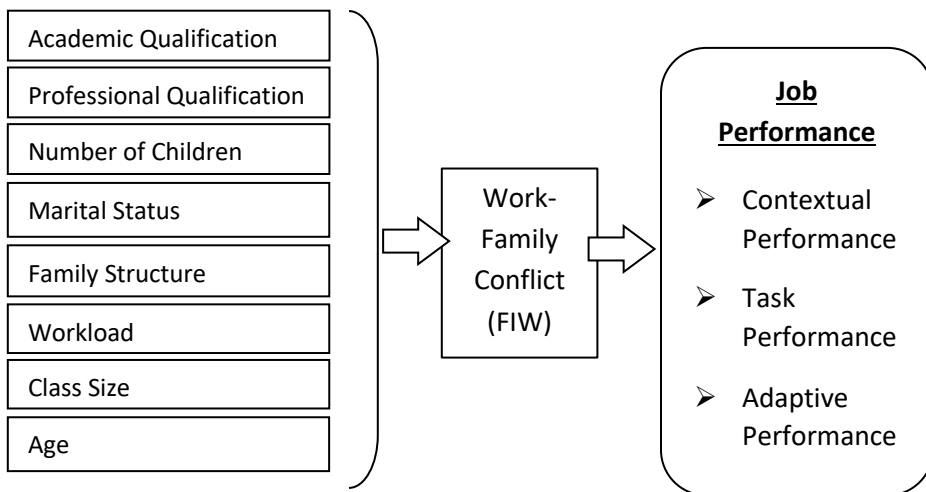 Academic Qualification
Professional Qualification
Number of Children
Marital Status
Family Structure
Workload
Class Size
Age
Work-
Family
Conflict
(FIW)
Job
Performance
Contextual
Performance
Task
Performance
Adaptive
Performance